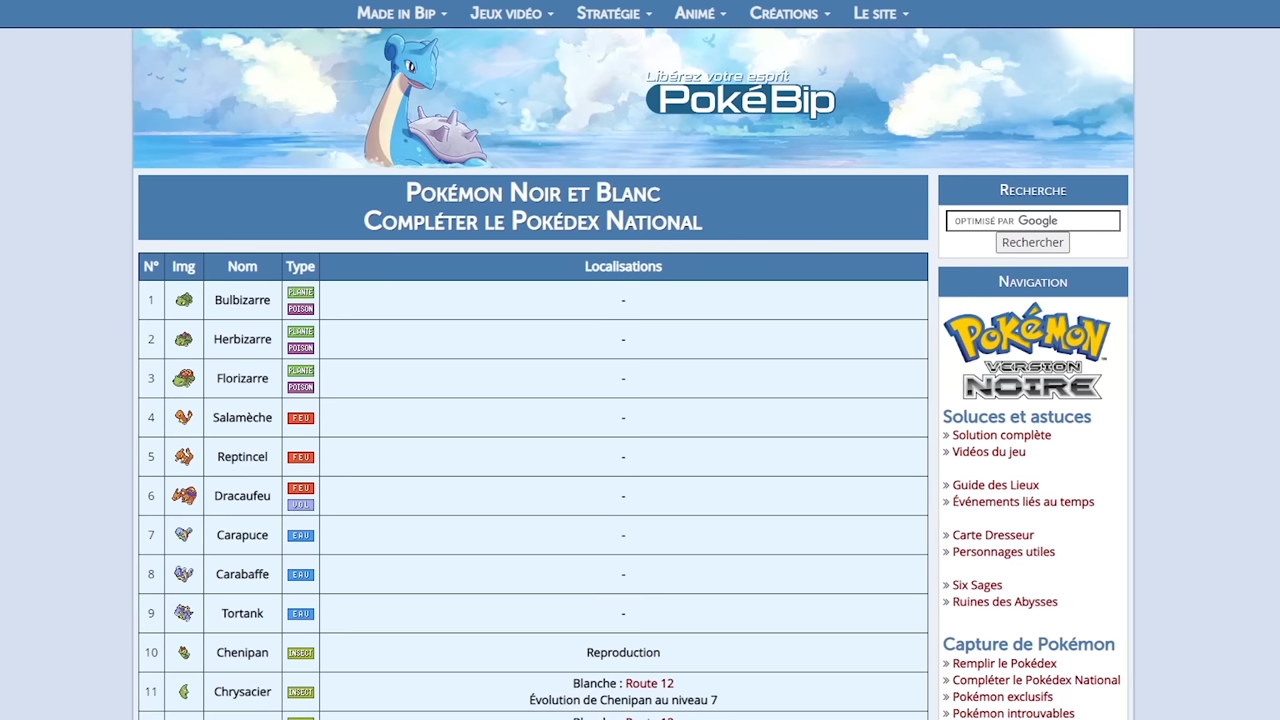 Made in Bip
Jeux vidéo
Stratégie
Animé
Créations
Le site
Libérez votre esprit
PokéBip
Pokémon Noir et Blanc
Compléter le Pokédex National
N° Img Nom Type Localisations
1 Bulbizarre PLANTE POISON -
2 Herbizarre PLANTE POISON -
3 Florizarre PLANTE POISON -
4 Salamèche FEU -
5 Reptincel FEU -
6 Dracaufeu FEU VOL -
7 Carapuce EAU -
8 Carabaffe EAU -
9 Tortank EAU -
10 Chenipan INSECT Reproduction
11 Chrysacier INSECT Blanche : Route 12
Évolution de Chenipan au niveau 7
Recherche
OPTIMISÉ PAR Google
Rechercher
Navigation
POKéMON
VERSION
NOIRE
Soluces et astuces
» Solution complète
» Vidéos du jeu
» Guide des Lieux
» Événements liés au temps
» Carte Dresseur
» Personnages utiles
» Six Sages
» Ruines des Abysses
Capture de Pokémon
» Remplir le Pokédex
» Compléter le Pokédex National
» Pokémon exclusifs
» Pokémon introuvables